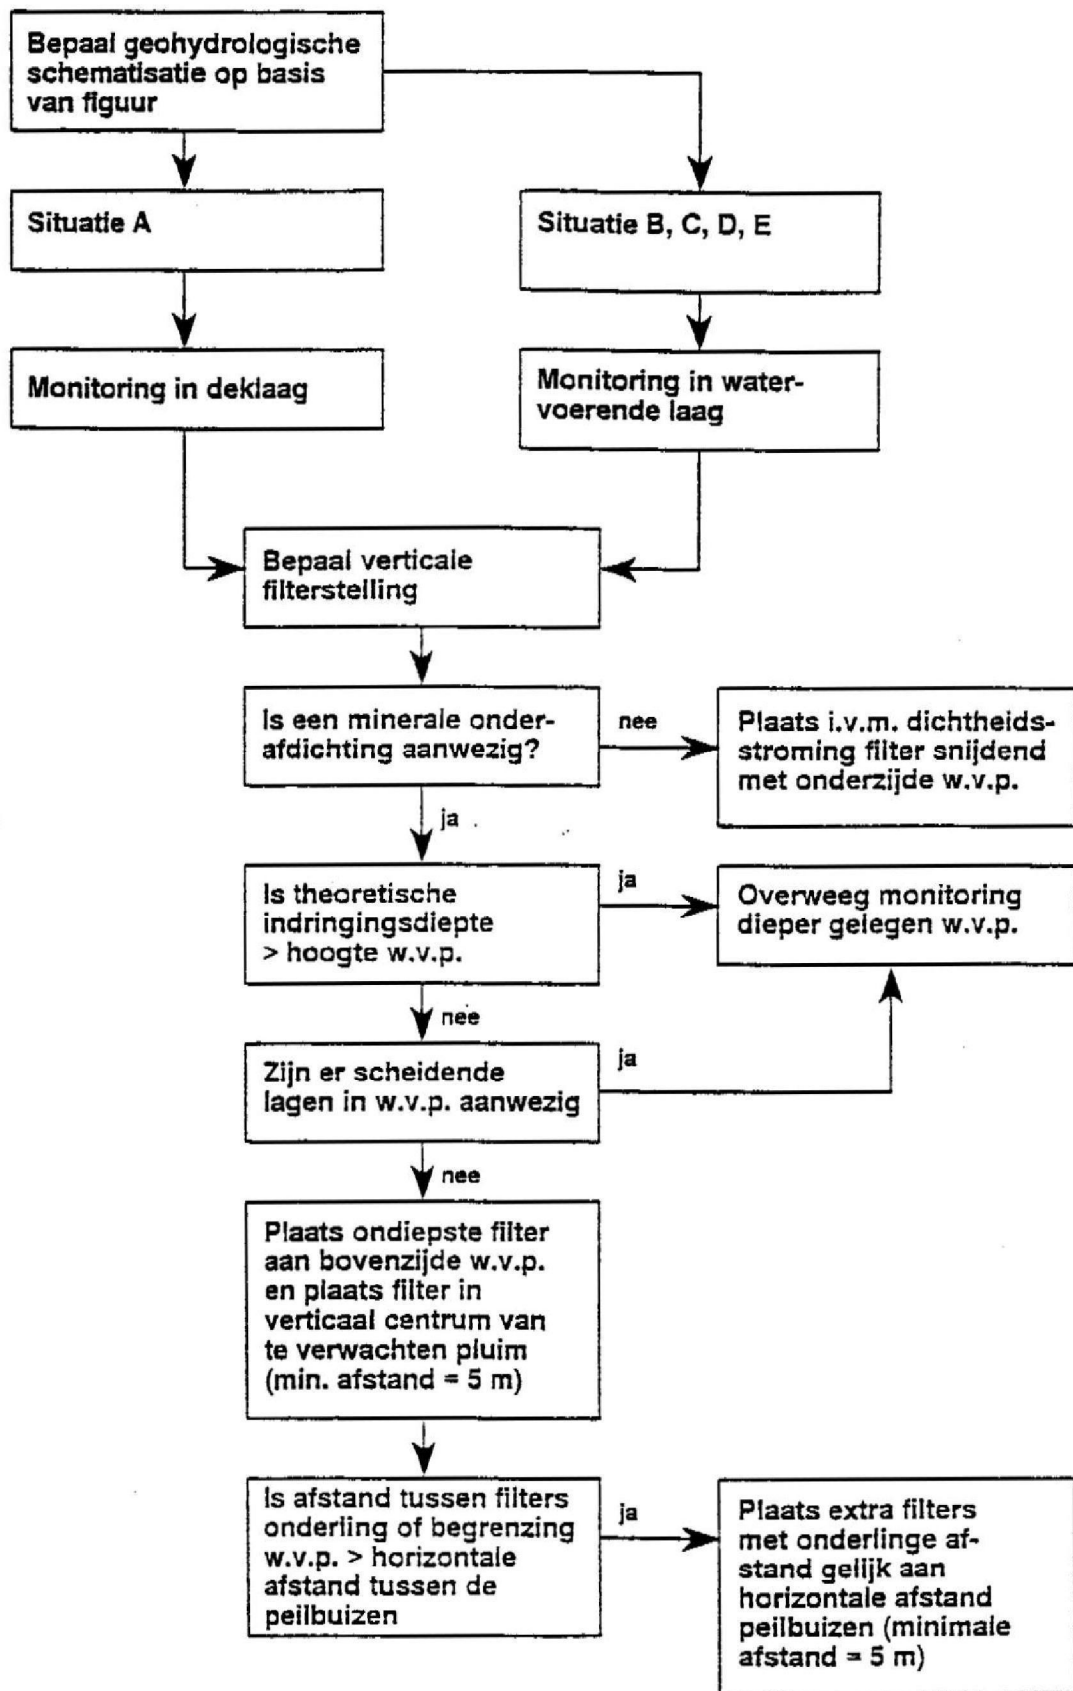 Bepaal geohydrologische
schematisatie op basis
van figuur
Situatie A
Situatie B, C, D, E
Monitoring in deklaag
Monitoring in water-
voerende laag
Bepaal verticale
filterstelling
Is een minerale onder-
afdichting aanwezig?
nee
Plaats i.v.m. dichtheids-
stroming filter snijdend
met onderzijde w.v.p.
ja
Is theoretische
indringingsdiepte
> hoogte w.v.p.
ja
Overweeg monitoring
dieper gelegen w.v.p.
nee
Zijn er scheidende
lagen in w.v.p. aanwezig
ja
nee
Plaats ondiepste filter
aan bovenzijde w.v.p.
en plaats filter in
verticaal centrum van
te verwachten pluim
(min. afstand = 5 m)
Is afstand tussen filters
onderling of begrenzing
w.v.p. > horizontale
afstand tussen de
peilbuizen
ja
Plaats extra filters
met onderlinge af-
stand gelijk aan
horizontale afstand
peilbuizen (minimale
afstand = 5 m)